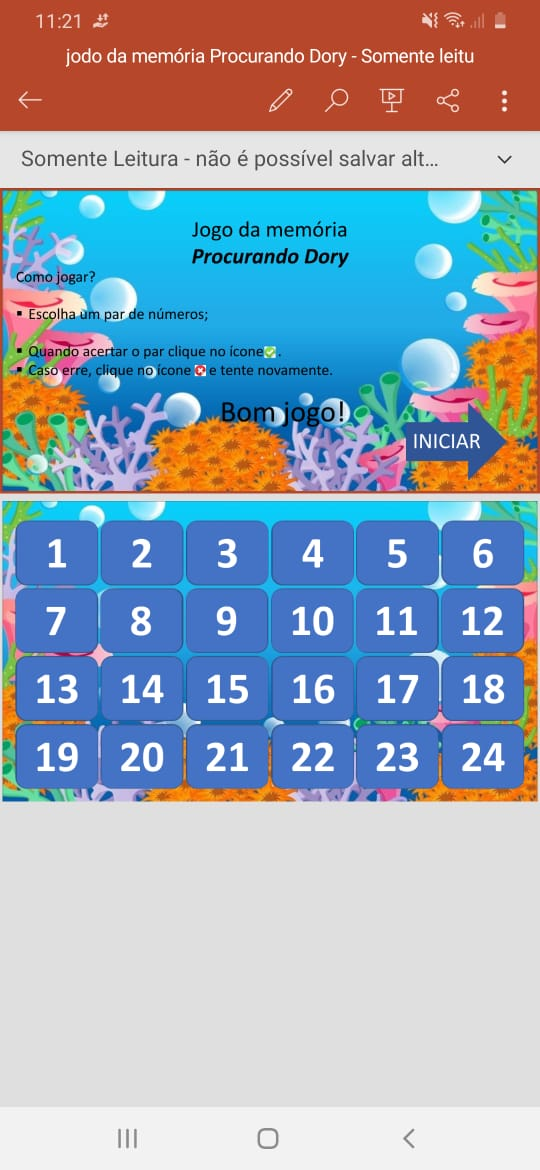 11:21
jodo da memória Procurando Dory - Somente leitu
Somente Leitura - não é possível salvar alt...
Jogo da memória
Procurando Dory
Como jogar?
▪ Escolha um par de números;
▪ Quando acertar o par clique no ícone✅.
▪ Caso erre, clique no ícone ❎ e tente novamente.
Bom jogo!
INICIAR
1 2 3 4 5 6
7 8 9 10 11 12
13 14 15 16 17 18
19 20 21 22 23 24